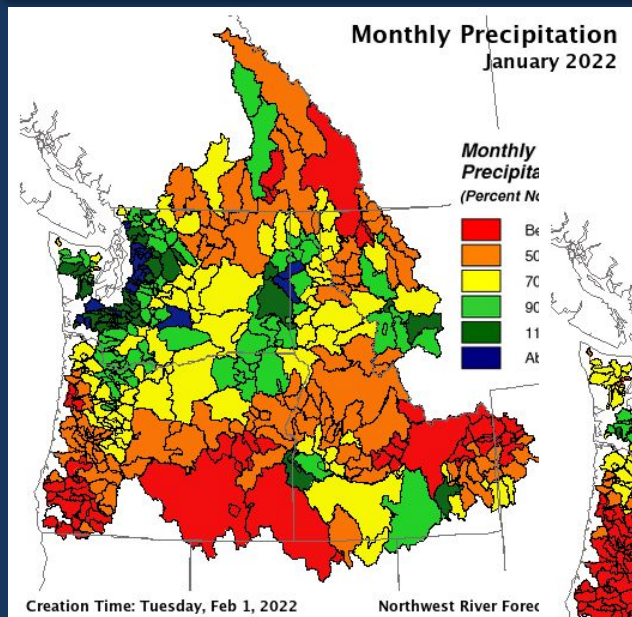 Monthly Precipitation
January 2022
Monthly
Precipita
(Percent No
Be
50
70
90
11
Ab
Creation Time: Tuesday, Feb 1, 2022
Northwest River Forec